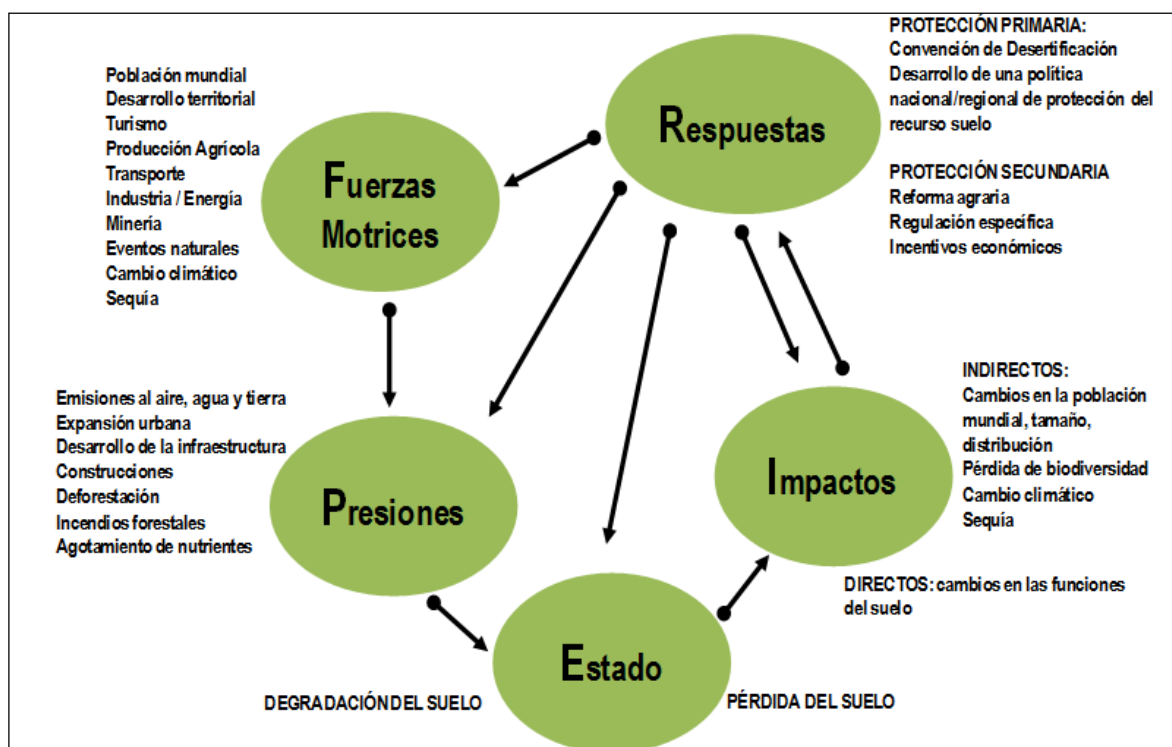 Población mundial
Desarrollo territorial
Turismo
Producción Agrícola
Transporte
Industria / Energía
Minería
Eventos naturales
Cambio climático
Sequía
Fuerzas
Motrices
Respuestas
PROTECCIÓN PRIMARIA:
Convención de Desertificación
Desarrollo de una política
nacional/regional de protección del
recurso suelo
PROTECCIÓN SECUNDARIA
Reforma agraria
Regulación específica
Incentivos económicos
Emisiones al aire, agua y tierra
Expansión urbana
Desarrollo de la infraestructura
Construcciones
Deforestación
Incendios forestales
Agotamiento de nutrientes
Presiones
Impactos
INDIRECTOS:
Cambios en la población
mundial, tamaño,
distribución
Pérdida de biodiversidad
Cambio climático
Sequía
DIRECTOS: cambios en las funciones
del suelo
Estado
DEGRADACIÓN DEL SUELO
PÉRDIDA DEL SUELO